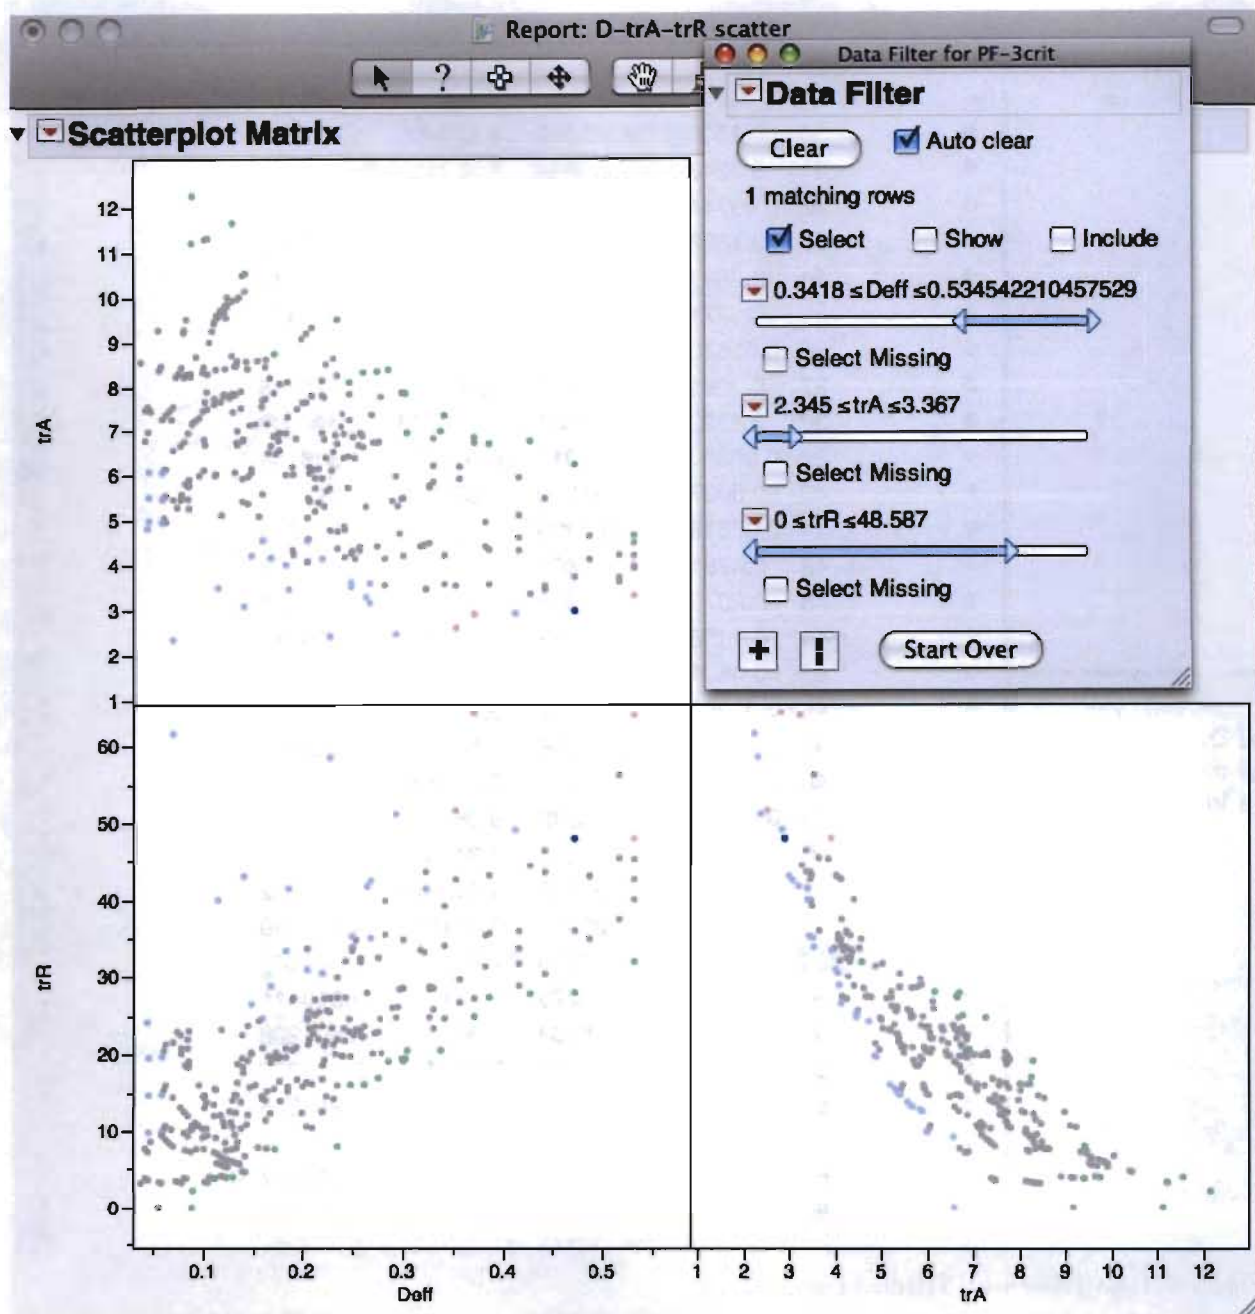 Report: D-trA-trR scatter
Data Filter for PF-3crit
?
Data Filter
Scatterplot Matrix
Clear
Auto clear
1 matching rows
Select
Show
Include
0.3418 ≤Deff ≤0.534542210457529
Select Missing
2.345 ≤trA ≤3.367
Select Missing
0 ≤trR ≤48.587
Select Missing
Start Over
12
11
10
9
8
7
6
5
4
3
2
1
trA
60
50
40
30
20
10
0
trR
0.1 0.2 0.3 0.4 0.5
Deff
1 2 3 4 5 6 7 8 9 10 11 12
trA